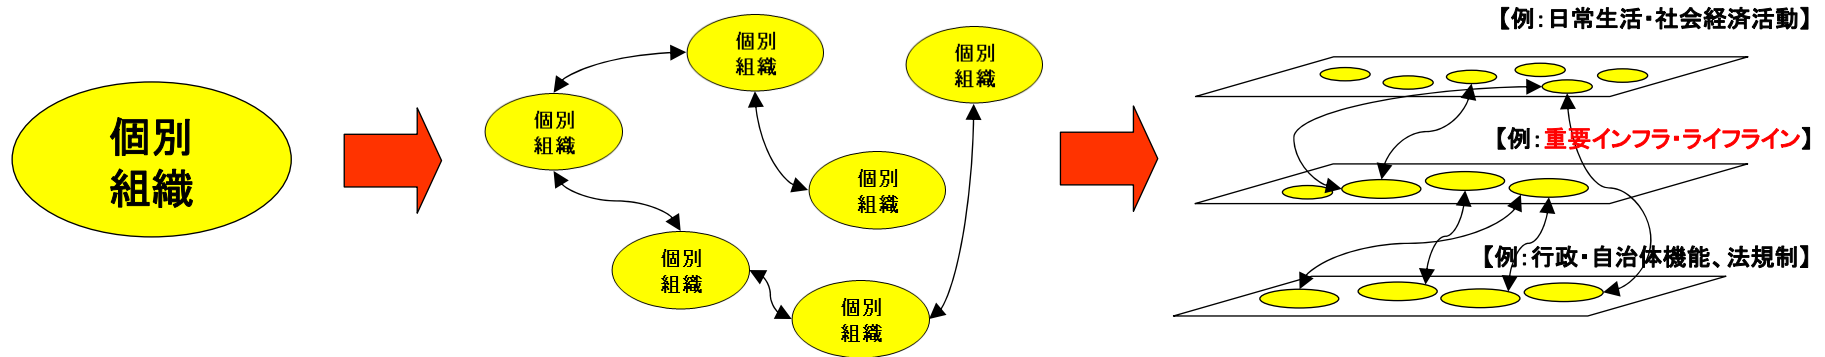 個別
組織
個別
組織
個別
組織
個別
組織
個別
組織
個別
組織
個別
組織
【例：日常生活・社会経済活動】
【例：重要インフラ・ライフライン】
【例：行政・自治体機能、法規制】